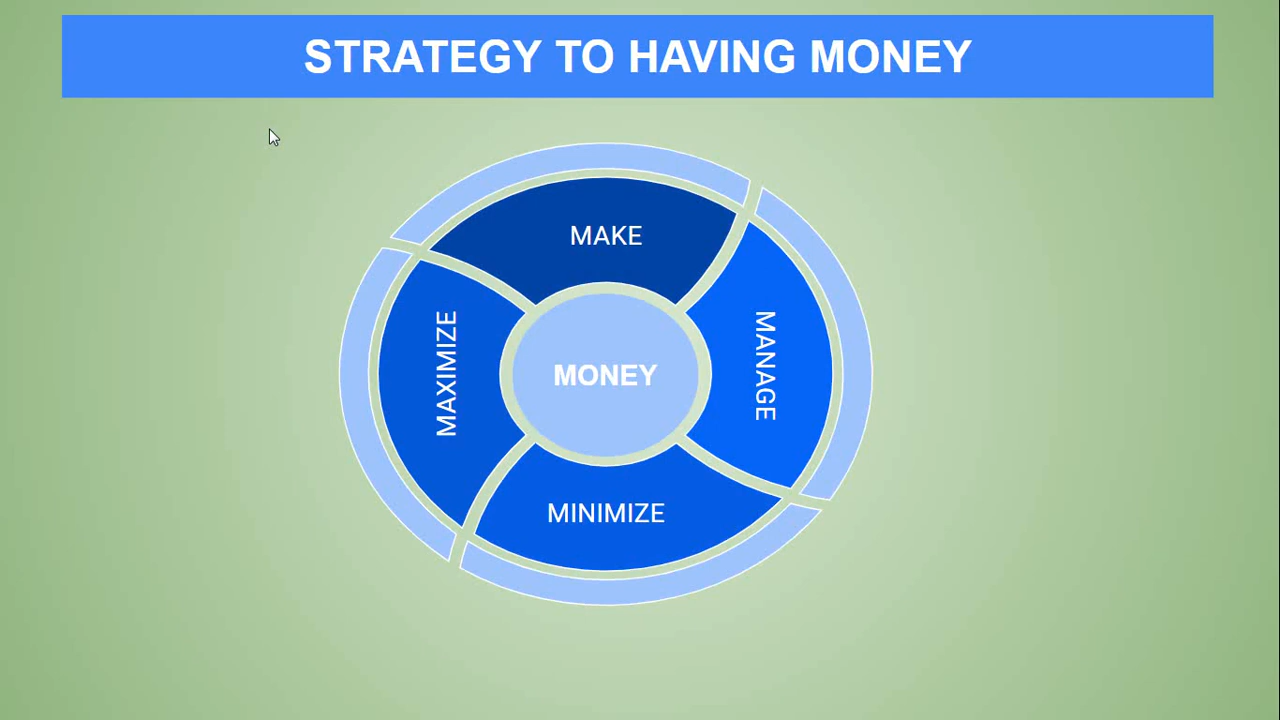 STRATEGY TO HAVING MONEY
MAKE
MAXIMIZE
MONEY
MANAGE
MINIMIZE